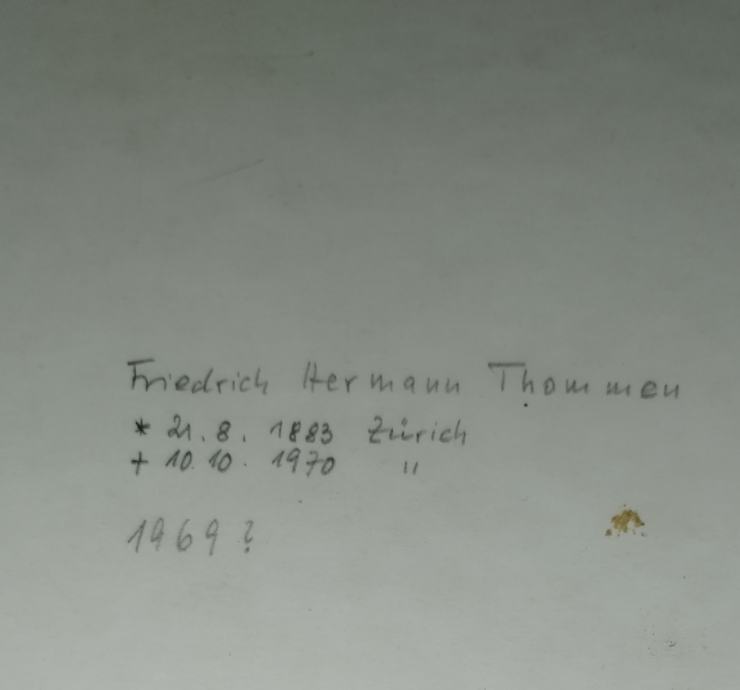 Friedrich Hermann Thommen
* 21.8.1883 Zürich
+ 10.10.1970 "
1969?